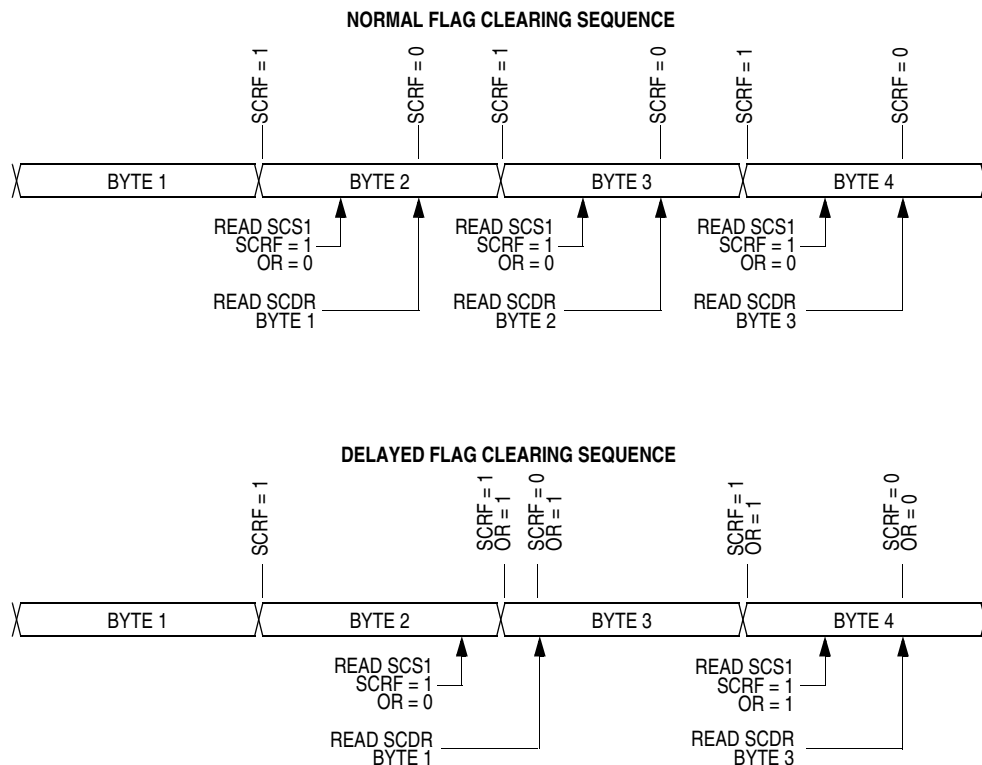 NORMAL FLAG CLEARING SEQUENCE
SCRF = 1
SCRF = 0
SCRF = 1
SCRF = 0
SCRF = 1
SCRF = 0
BYTE 1
BYTE 2
BYTE 3
BYTE 4
READ SCS1
SCRF = 1
OR = 0
READ SCS1
SCRF = 1
OR = 0
READ SCS1
SCRF = 1
OR = 0
READ SCDR
BYTE 1
READ SCDR
BYTE 2
READ SCDR
BYTE 3
DELAYED FLAG CLEARING SEQUENCE
SCRF = 1
SCRF = 1
OR = 1
SCRF = 0
OR = 1
SCRF = 1
OR = 1
SCRF = 0
OR = 0
BYTE 1
BYTE 2
BYTE 3
BYTE 4
READ SCS1
SCRF = 1
OR = 0
READ SCS1
SCRF = 1
OR = 1
READ SCDR
BYTE 1
READ SCDR
BYTE 3